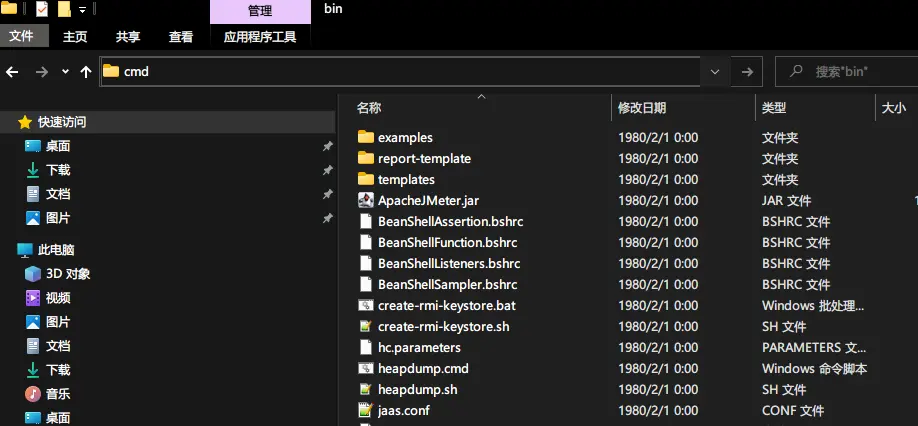 管理 bin
文件 主页 共享 查看 应用程序工具
cmd 搜索"bin"
名称 修改日期 类型 大小
快速访问
桌面
下载
文档
图片
此电脑
3D 对象
视频
图片
文档
下载
音乐
桌面
examples 1980/2/1 0:00 文件夹
report-template 1980/2/1 0:00 文件夹
templates 1980/2/1 0:00 文件夹
ApacheJMeter.jar 1980/2/1 0:00 JAR 文件
BeanShellAssertion.bshrc 1980/2/1 0:00 BSHRC 文件
BeanShellFunction.bshrc 1980/2/1 0:00 BSHRC 文件
BeanShellListeners.bshrc 1980/2/1 0:00 BSHRC 文件
BeanShellSampler.bshrc 1980/2/1 0:00 BSHRC 文件
create-rmi-keystore.bat 1980/2/1 0:00 Windows 批处理...
create-rmi-keystore.sh 1980/2/1 0:00 SH 文件
hc.parameters 1980/2/1 0:00 PARAMETERS 文...
heapdump.cmd 1980/2/1 0:00 Windows 命令脚本
heapdump.sh 1980/2/1 0:00 SH 文件
jaas.conf 1980/2/1 0:00 CONF 文件